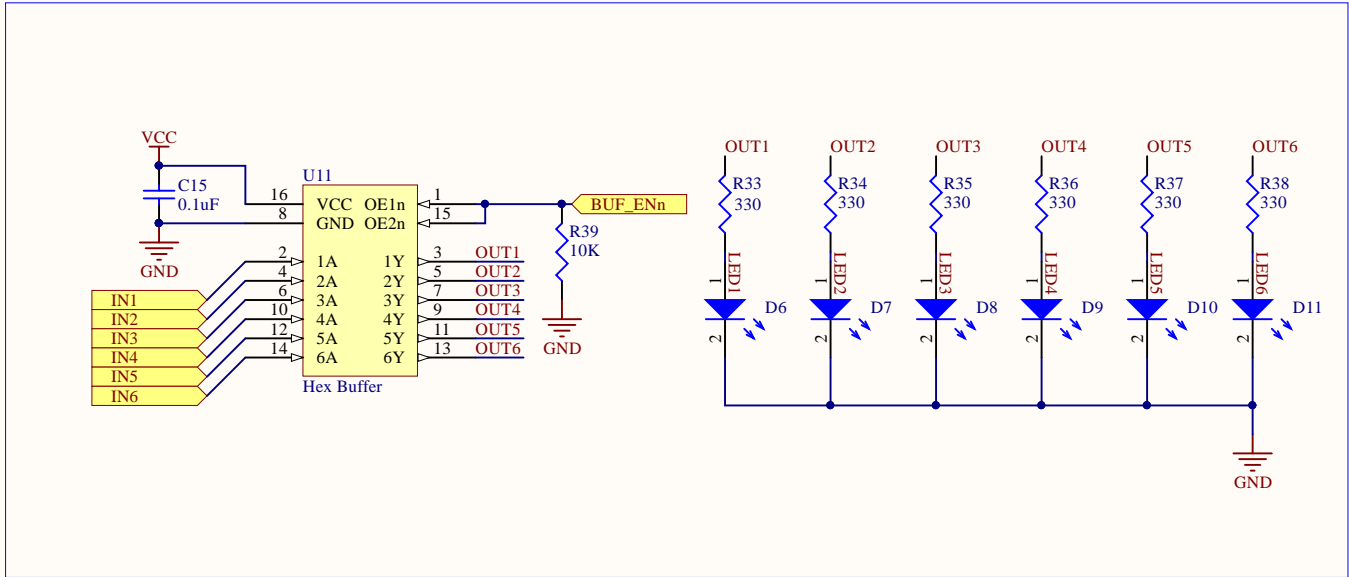 VCC
C15
0.1uF
GND
U11
16 VCC OE1n 1
8 GND OE2n 15
2 1A 1Y 3 OUT1
4 2A 2Y 5 OUT2
6 3A 3Y 7 OUT3
10 4A 4Y 9 OUT4
12 5A 5Y 11 OUT5
14 6A 6Y 13 OUT6
Hex Buffer
IN1
IN2
IN3
IN4
IN5
IN6
BUF_ENn
R39
10K
GND
OUT1
R33
330
LED1
1
D6
2
OUT2
R34
330
LED2
1
D7
2
OUT3
R35
330
LED3
1
D8
2
OUT4
R36
330
LED4
1
D9
2
OUT5
R37
330
LED5
1
D10
2
OUT6
R38
330
LED6
1
D11
2
GND